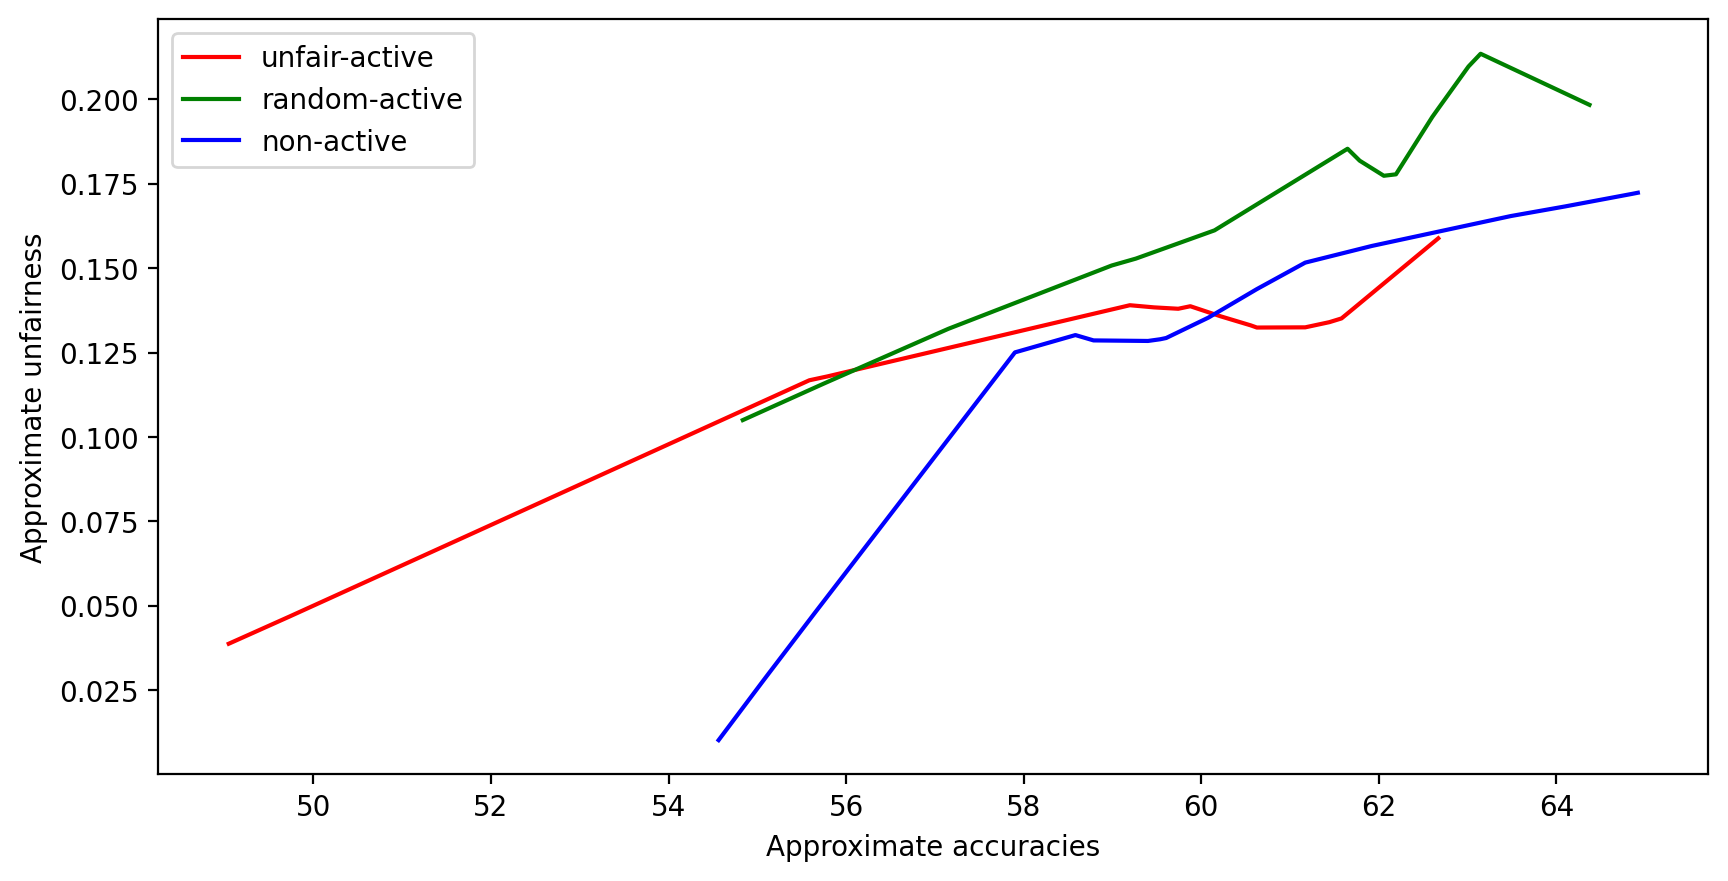 unfair-active
random-active
non-active
0.200
0.175
0.150
0.125
0.100
0.075
0.050
0.025
Approximate unfairness
50 52 54 56 58 60 62 64
Approximate accuracies